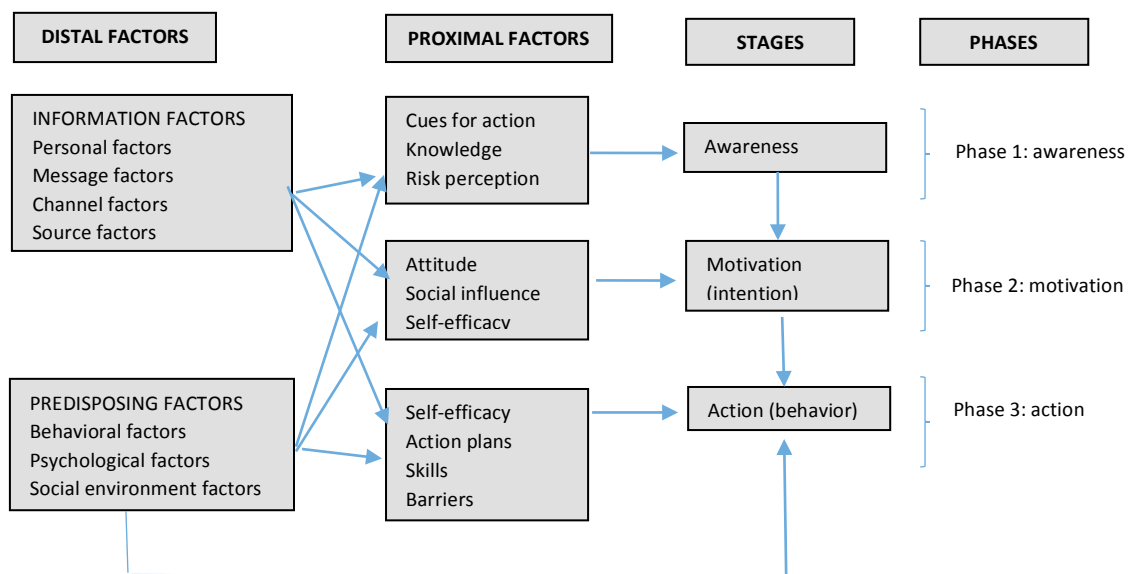 DISTAL FACTORS
PROXIMAL FACTORS
STAGES
PHASES
INFORMATION FACTORS
Personal factors
Message factors
Channel factors
Source factors
Cues for action
Knowledge
Risk perception
Awareness
Phase 1: awareness
Attitude
Social influence
Self-efficacy
Motivation
(intention)
Phase 2: motivation
PREDISPOSING FACTORS
Behavioral factors
Psychological factors
Social environment factors
Self-efficacy
Action plans
Skills
Barriers
Action (behavior)
Phase 3: action